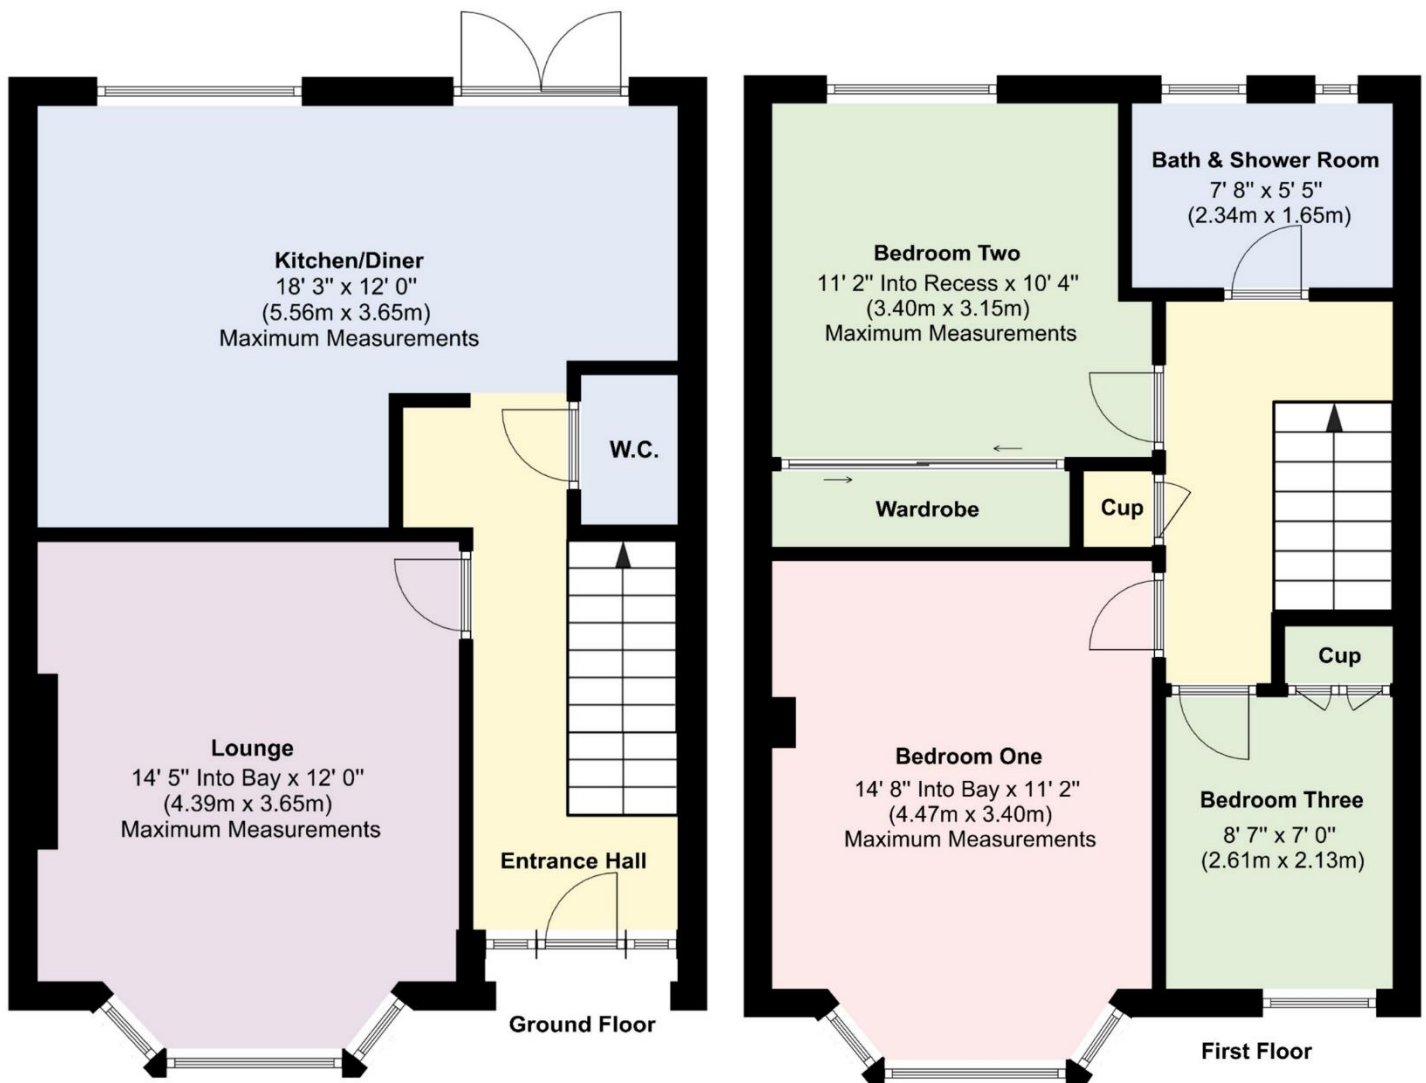 Kitchen/Diner
18' 3" x 12' 0"
(5.56m x 3.65m)
Maximum Measurements
W.C.
Lounge
14' 5" Into Bay x 12' 0"
(4.39m x 3.65m)
Maximum Measurements
Entrance Hall
Ground Floor
Bath & Shower Room
7' 8" x 5' 5"
(2.34m x 1.65m)
Bedroom Two
11' 2" Into Recess x 10' 4"
(3.40m x 3.15m)
Maximum Measurements
Wardrobe
Cup
Cup
Bedroom One
14' 8" Into Bay x 11' 2"
(4.47m x 3.40m)
Maximum Measurements
Bedroom Three
8' 7" x 7' 0"
(2.61m x 2.13m)
First Floor